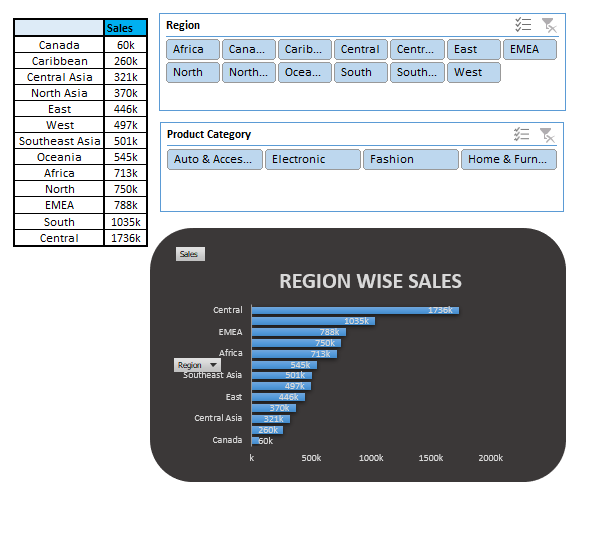 Sales
Canada 60k
Caribbean 260k
Central Asia 321k
North Asia 370k
East 446k
West 497k
Southeast Asia 501k
Oceania 545k
Africa 713k
North 750k
EMEA 788k
South 1035k
Central 1736k
Region
Africa Cana... Carib... Central Centr... East EMEA
North North... Ocea... South South... West
Product Category
Auto & Acces... Electronic Fashion Home & Furn...
Sales
REGION WISE SALES
Central 1736k
1035k
EMEA 788k
750k
Africa 713k
Region 545k
Southeast Asia 501k
497k
East 446k
370k
Central Asia 321k
260k
Canada 60k
k 500k 1000k 1500k 2000k